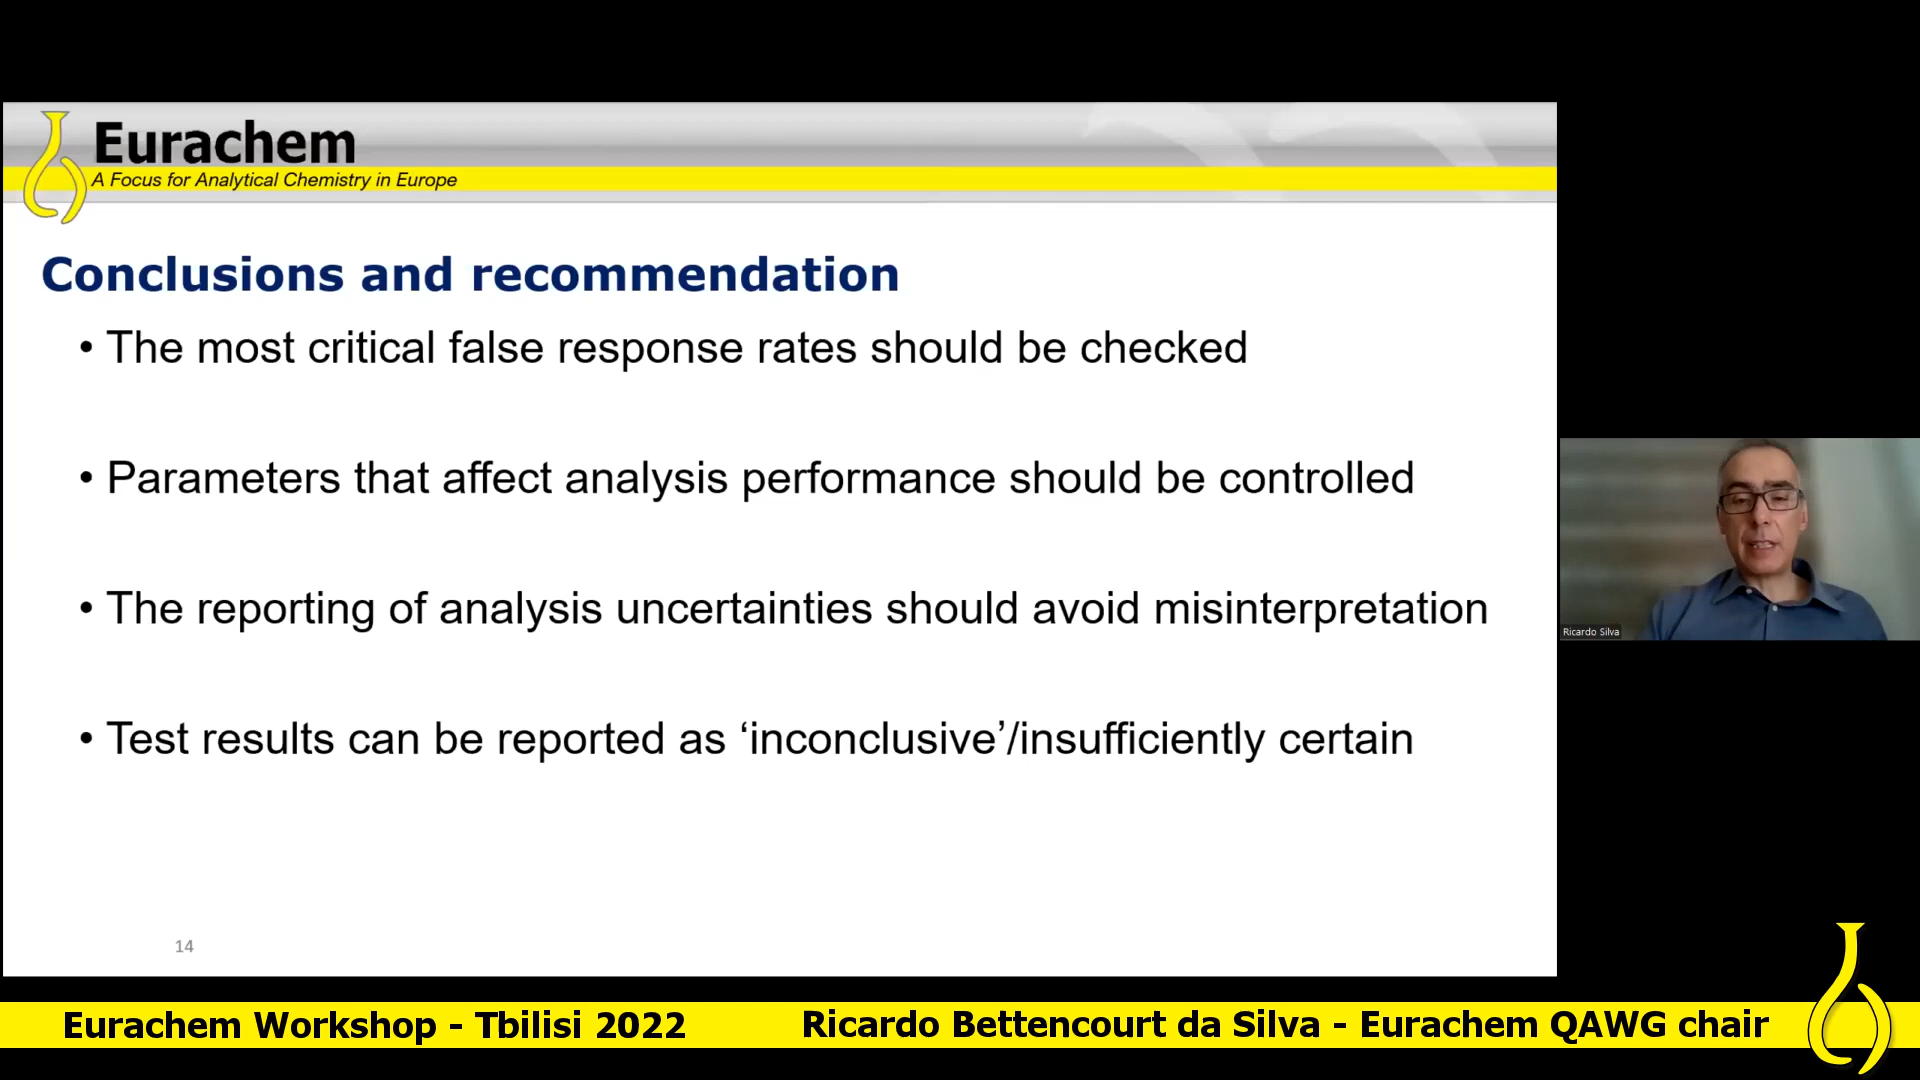 Eurachem
A Focus for Analytical Chemistry in Europe
Conclusions and recommendation
• The most critical false response rates should be checked
• Parameters that affect analysis performance should be controlled
• The reporting of analysis uncertainties should avoid misinterpretation
• Test results can be reported as ‘inconclusive’/insufficiently certain
14
Ricardo Silva
Eurachem Workshop - Tbilisi 2022
Ricardo Bettencourt da Silva - Eurachem QAWG chair